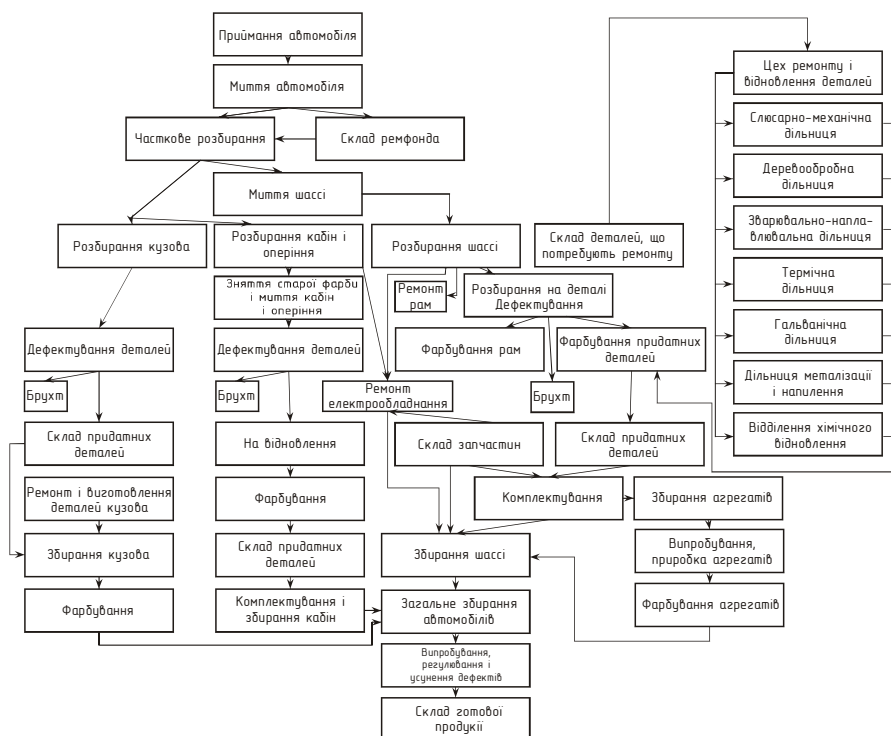 Приймання автомобіля
Миття автомобіля
Часткове розбирання
Склад ремфонда
Миття шассі
Розбирання кузова
Розбирання кабін і
оперіння
Розбирання шассі
Склад деталей, що
потребують ремонту
Зняття старої фарби
і миття кабін
і оперіння
Ремонт
рам
Розбирання на деталі
Дефектування
Дефектування деталей
Дефектування деталей
Фарбування рам
Фарбування придатних
деталей
Брухт
Брухт
Ремонт
електрообладнання
Брухт
Склад придатних
деталей
На відновлення
Склад запчастин
Склад придатних
деталей
Ремонт і виготовлення
деталей кузова
Фарбування
Комплектування
Збирання агрегатів
Збирання кузова
Склад придатних
деталей
Збирання шассі
Випробування,
приробка агрегатів
Фарбування
Комплектування і
збирання кабін
Загальне збирання
автомобілів
Фарбування агрегатів
Випробування,
регулювання і
усунення дефектів
Склад готової
продукії
Цех ремонту і
відновлення деталей
Слюсарно-механічна
дільниця
Деревообробна
дільниця
Зварювально-напла-
влювальна дільниця
Термічна
дільниця
Гальванічна
дільниця
Дільниця металізації
і напилення
Відділення хімічного
відновлення